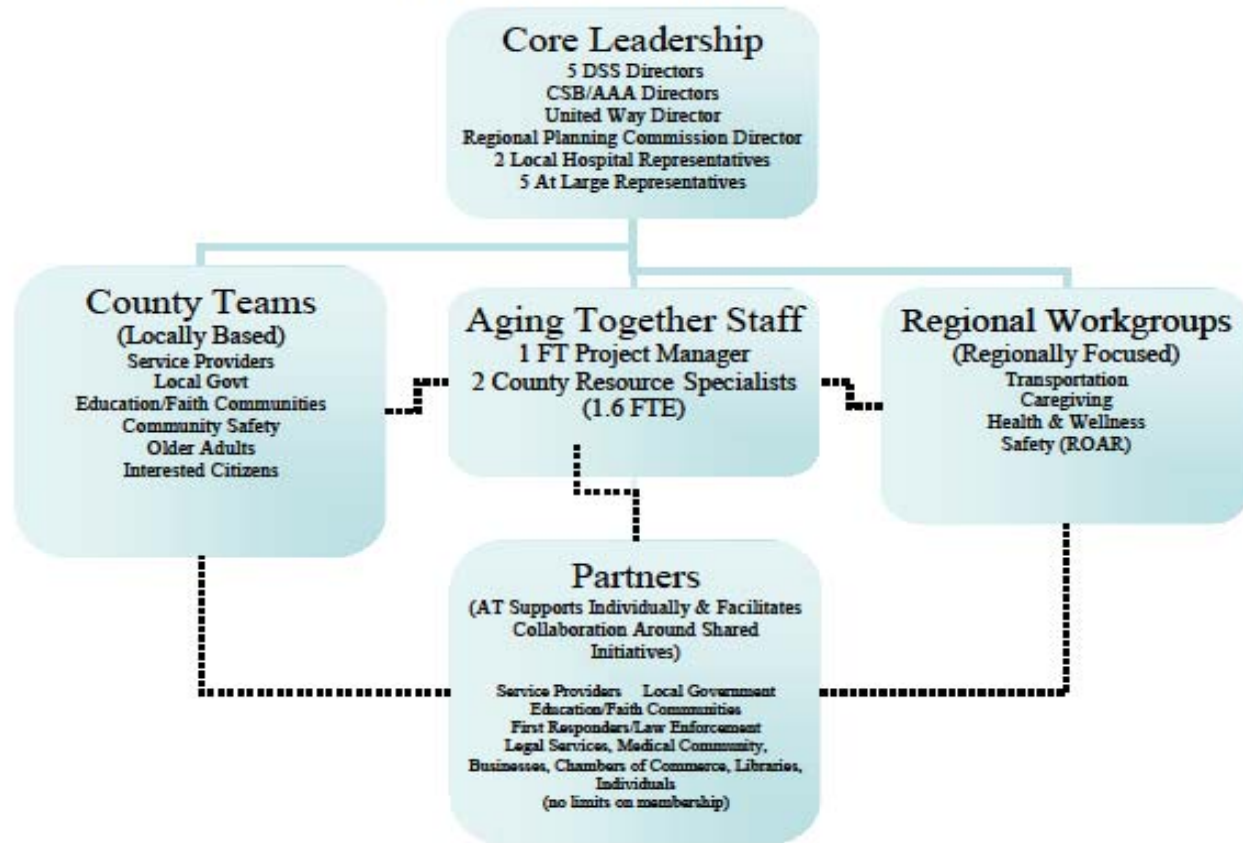 Core Leadership
5 DSS Directors
CSB/AAA Directors
United Way Director
Regional Planning Commission Director
2 Local Hospital Representatives
5 At Large Representatives
County Teams
(Locally Based)
Service Providers
Local Govt
Education/Faith Communities
Community Safety
Older Adults
Interested Citizens
Aging Together Staff
1 FT Project Manager
2 County Resource Specialists
(1.6 FTE)
Regional Workgroups
(Regionally Focused)
Transportation
Caregiving
Health & Wellness
Safety (ROAR)
Partners
(AT Supports Individually & Facilitates
Collaboration Around Shared
Initiatives)
Service Providers Local Government
Education/Faith Communities
First Responders/Law Enforcement
Legal Services, Medical Community,
Businesses, Chambers of Commerce, Libraries,
Individuals
(no limits on membership)